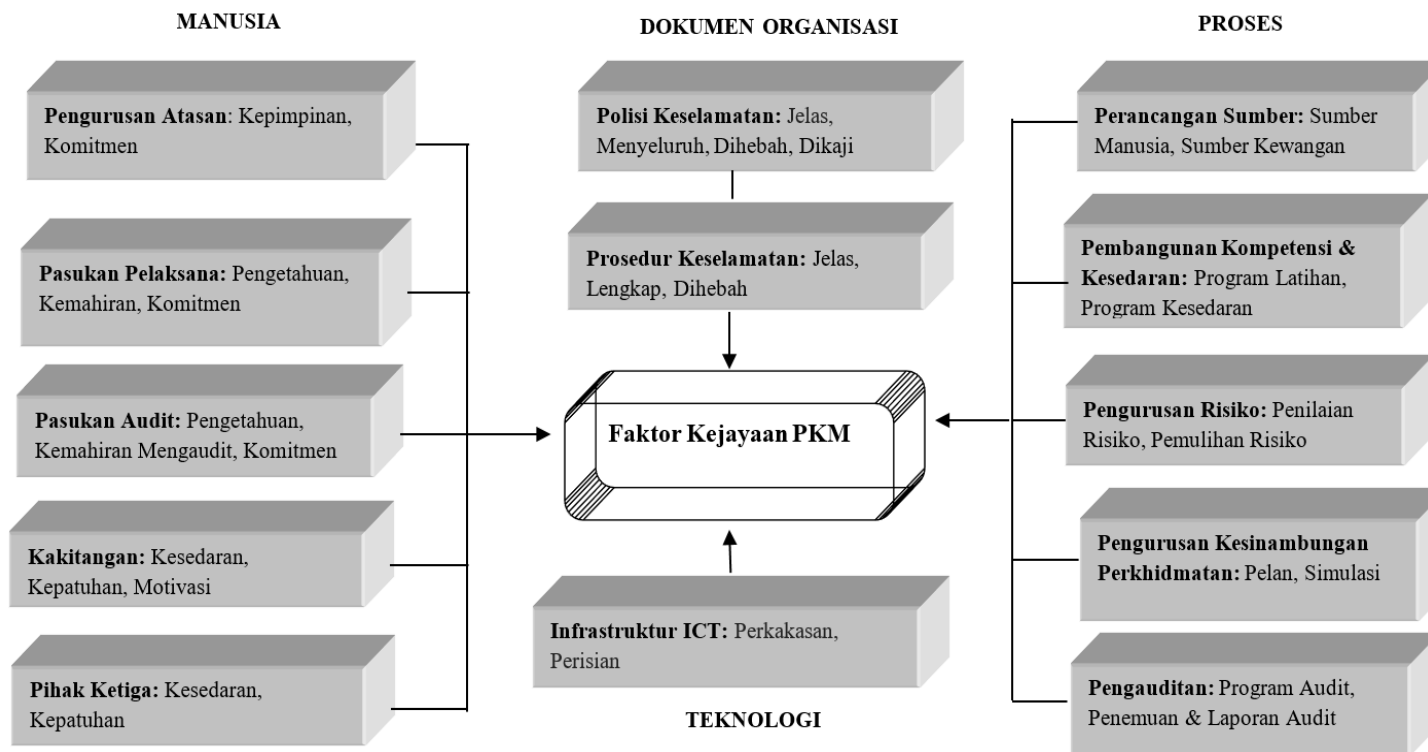 MANUSIA
Pengurusan Atasan: Kepimpinan,
Komitmen
Pasukan Pelaksana: Pengetahuan,
Kemahiran, Komitmen
Pasukan Audit: Pengetahuan,
Kemahiran Mengaudit, Komitmen
Kakitangan: Kesedaran,
Kepatuhan, Motivasi
Pihak Ketiga: Kesedaran,
Kepatuhan
DOKUMEN ORGANISASI
Polisi Keselamatan: Jelas,
Menyeluruh, Dihebah, Dikaji
Prosedur Keselamatan: Jelas,
Lengkap, Dihebah
Faktor Kejayaan PKM
Infrastruktur ICT: Perkakasan,
Perisian
TEKNOLOGI
PROSES
Perancangan Sumber: Sumber
Manusia, Sumber Kewangan
Pembangunan Kompetensi &
Kesedaran: Program Latihan,
Program Kesedaran
Pengurusan Risiko: Penilaian
Risiko, Pemulihan Risiko
Pengurusan Kesinambungan
Perkhidmatan: Pelan, Simulasi
Pengauditan: Program Audit,
Penemuan & Laporan Audit